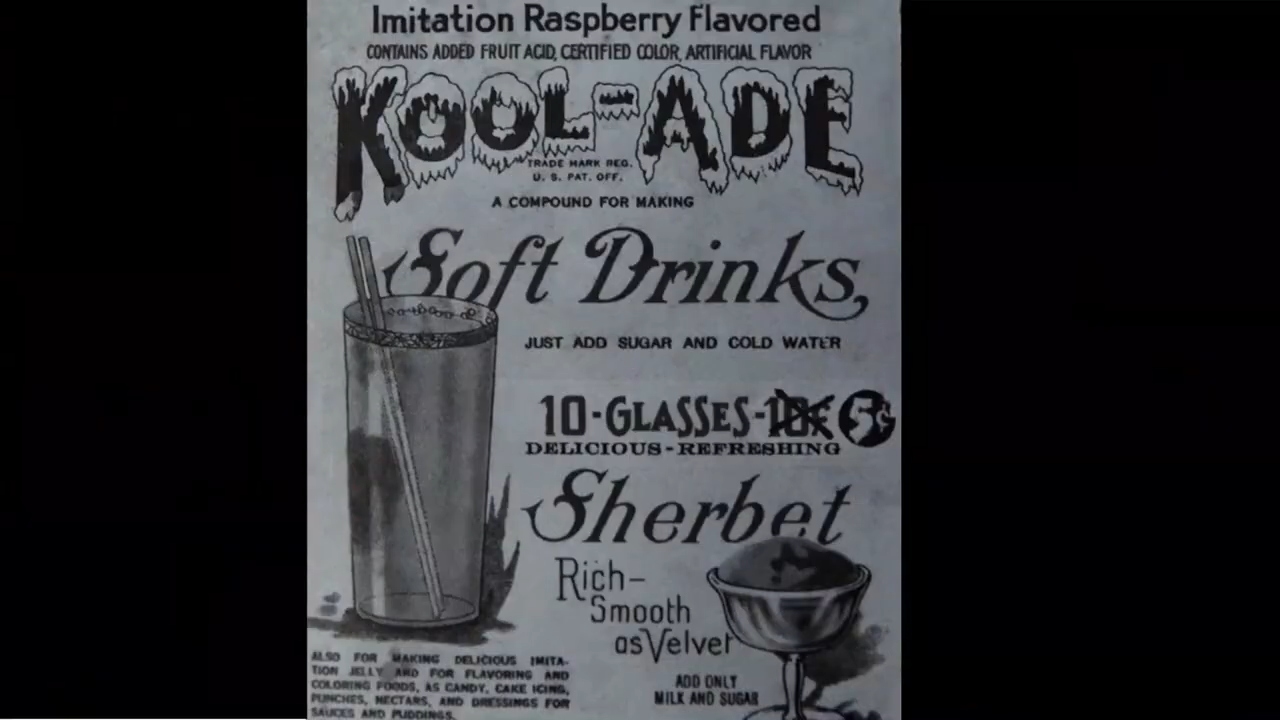 Imitation Raspberry Flavored
CONTAINS ADDED FRUIT ACID, CERTIFIED COLOR, ARTIFICIAL FLAVOR
KOOL-ADE
TRADE MARK REG.
U. S. PAT. OFF.
A COMPOUND FOR MAKING
Soft Drinks,
JUST ADD SUGAR AND COLD WATER
10-GLASSES-10¢ 5¢
DELICIOUS-REFRESHING
Sherbet
Rich-
Smooth
as Velvet
ADD ONLY
MILK AND SUGAR
ALSO FOR MAKING DELICIOUS IMITA-
TION JELLY AND FOR FLAVORING AND
COLORING FOODS, AS CANDY, CAKE ICING,
PUNCHES, NECTARS, AND DRESSINGS FOR
SAUCES AND PUDDINGS.